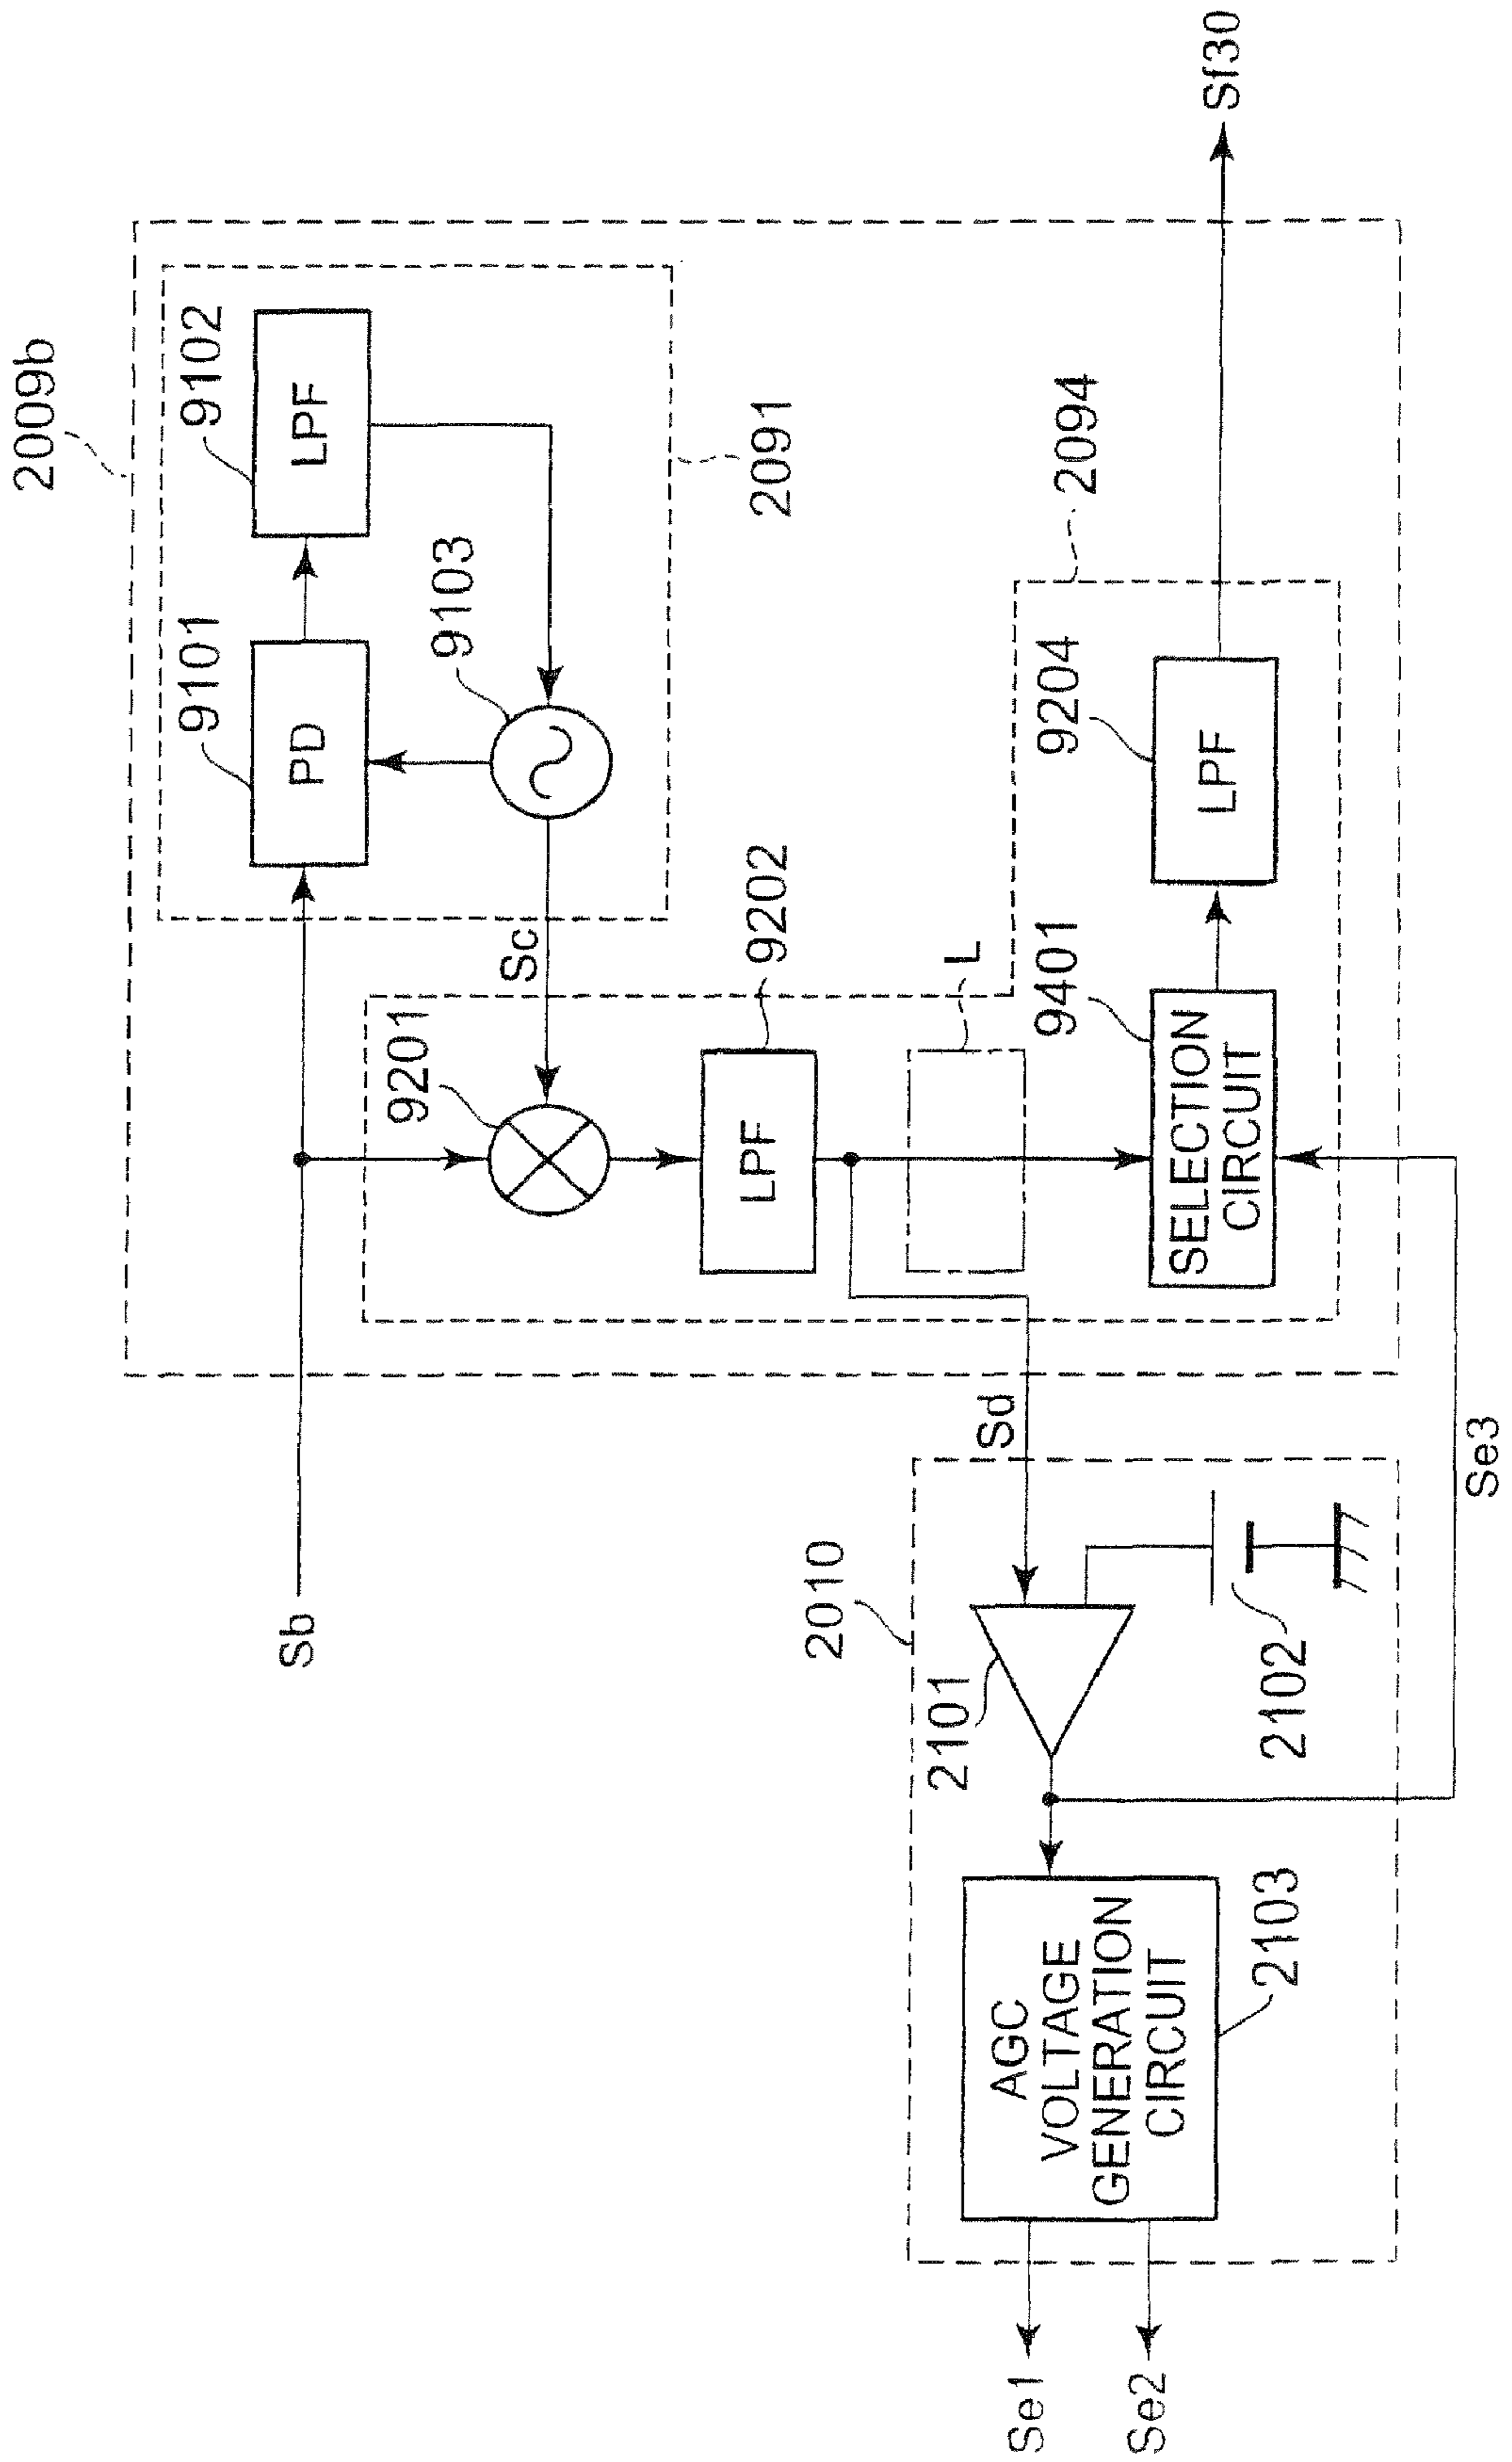 2009b
9101
PD
9102
LPF
9103
2091
Sb
Sc
9201
9202
LPF
L
2094
9401
SELECTION
CIRCUIT
9204
LPF
Sf30
Sd
2010
2101
2102
AGC
VOLTAGE
GENERATION
CIRCUIT
2103
Se1
Se2
Se3